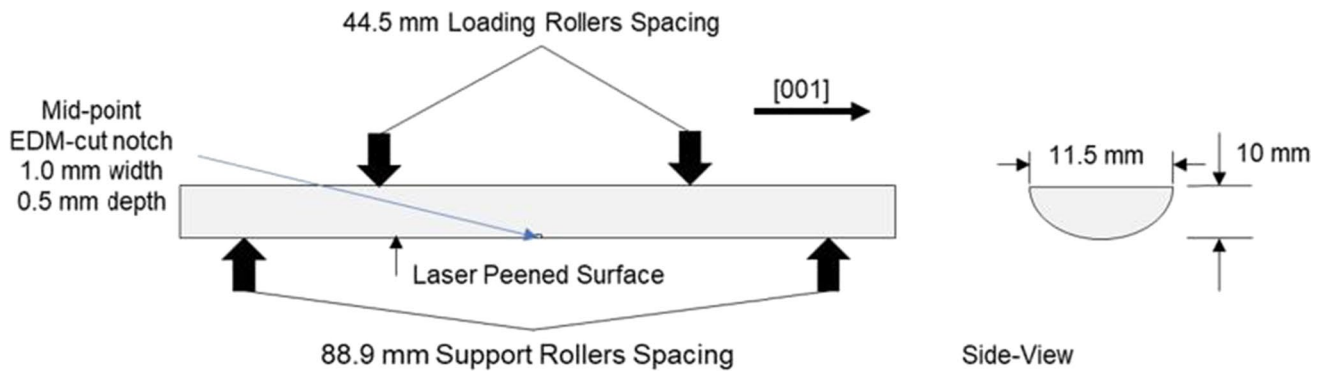 44.5 mm Loading Rollers Spacing
[001]
Mid-point
EDM-cut notch
1.0 mm width
0.5 mm depth
11.5 mm
10 mm
Laser Peened Surface
88.9 mm Support Rollers Spacing
Side-View